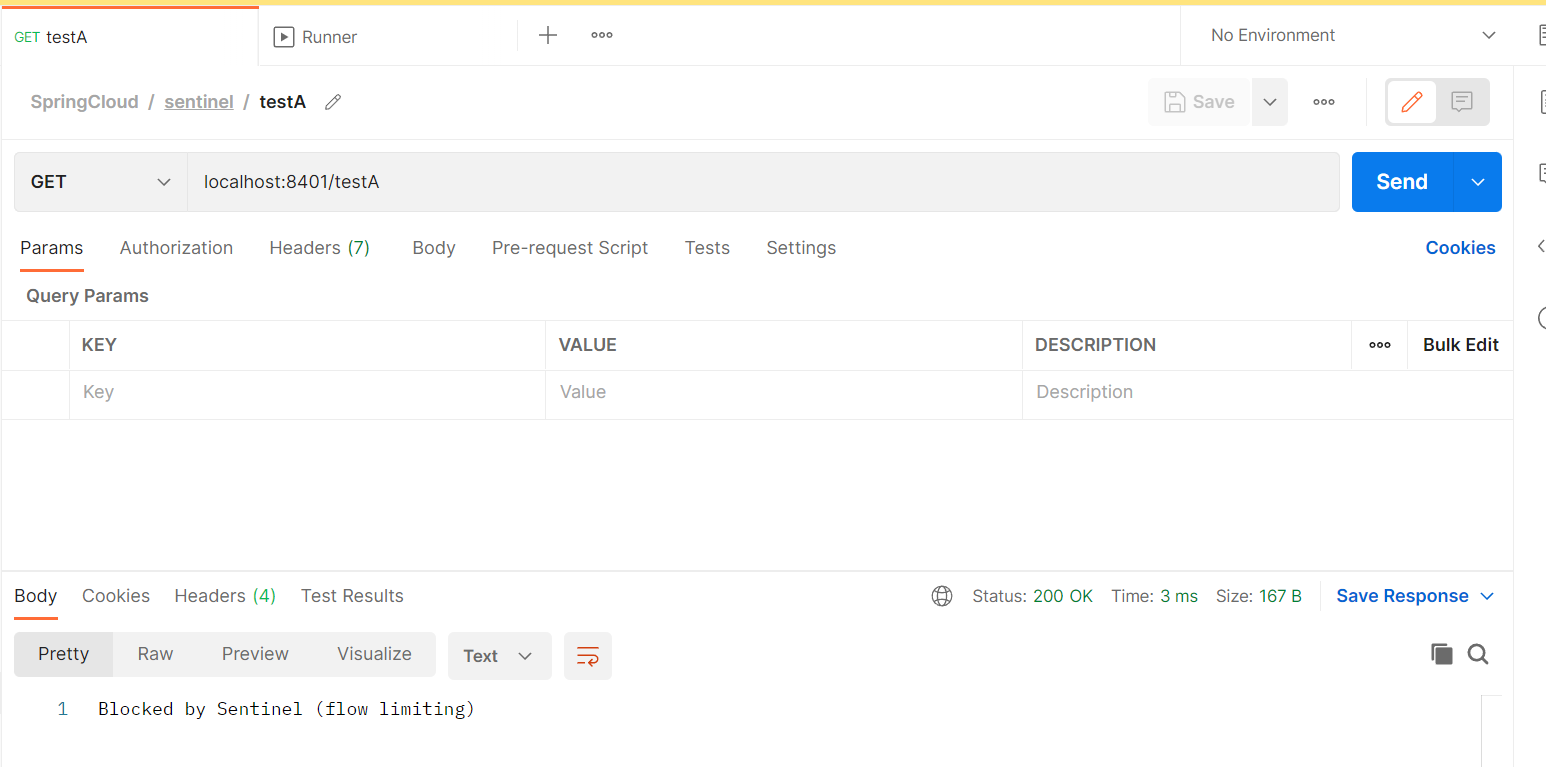 GET testA Runner No Environment
SpringCloud / sentinel / testA Save
GET localhost:8401/testA Send
Params Authorization Headers (7) Body Pre-request Script Tests Settings Cookies
Query Params
KEY VALUE DESCRIPTION Bulk Edit
Key Value Description
Body Cookies Headers (4) Test Results Status: 200 OK Time: 3 ms Size: 167 B Save Response
Pretty Raw Preview Visualize Text
1 Blocked by Sentinel (flow limiting)